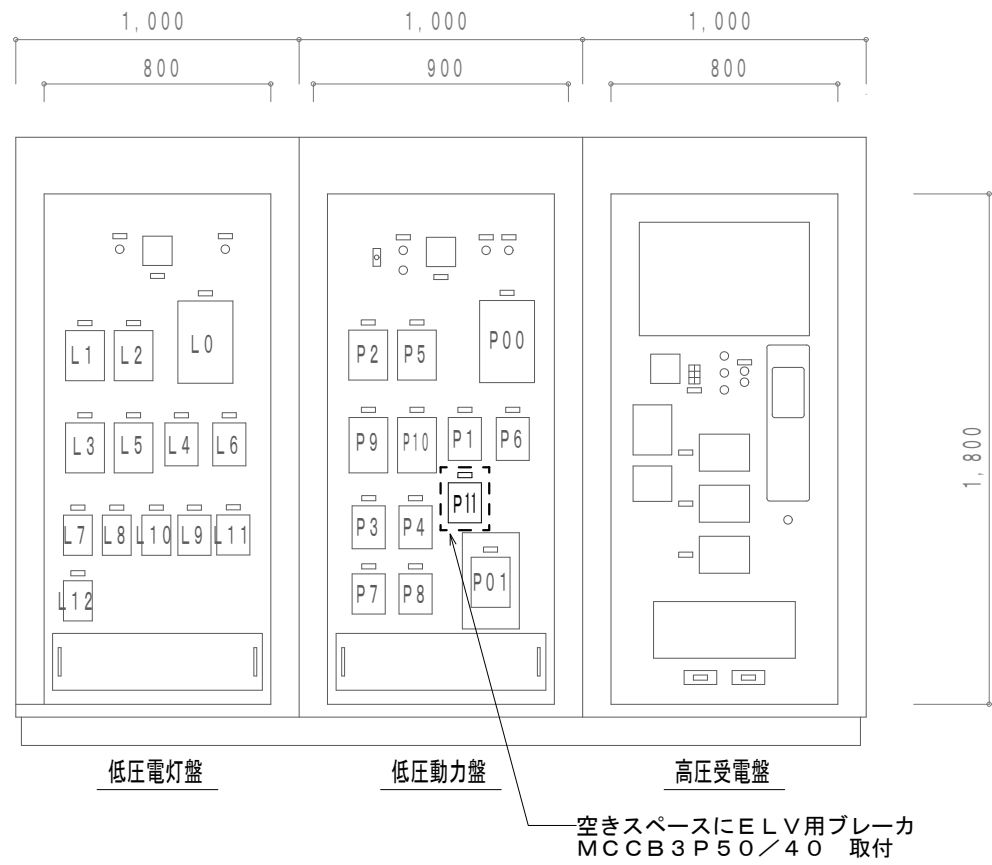 1,000 1,000 1,000
800 900 800
L1 L2 L0 P2 P5 P00
L3 L5 L4 L6 P9 P10 P1 P6
1,800
P11
L7 L8 L10 L9 L11 P3 P4
P01
L12 P7 P8
低圧電灯盤 低圧動力盤 高圧受電盤
空きスペースにＥＬＶ用ブレーカ
ＭＣＣＢ３Ｐ５０／４０　取付